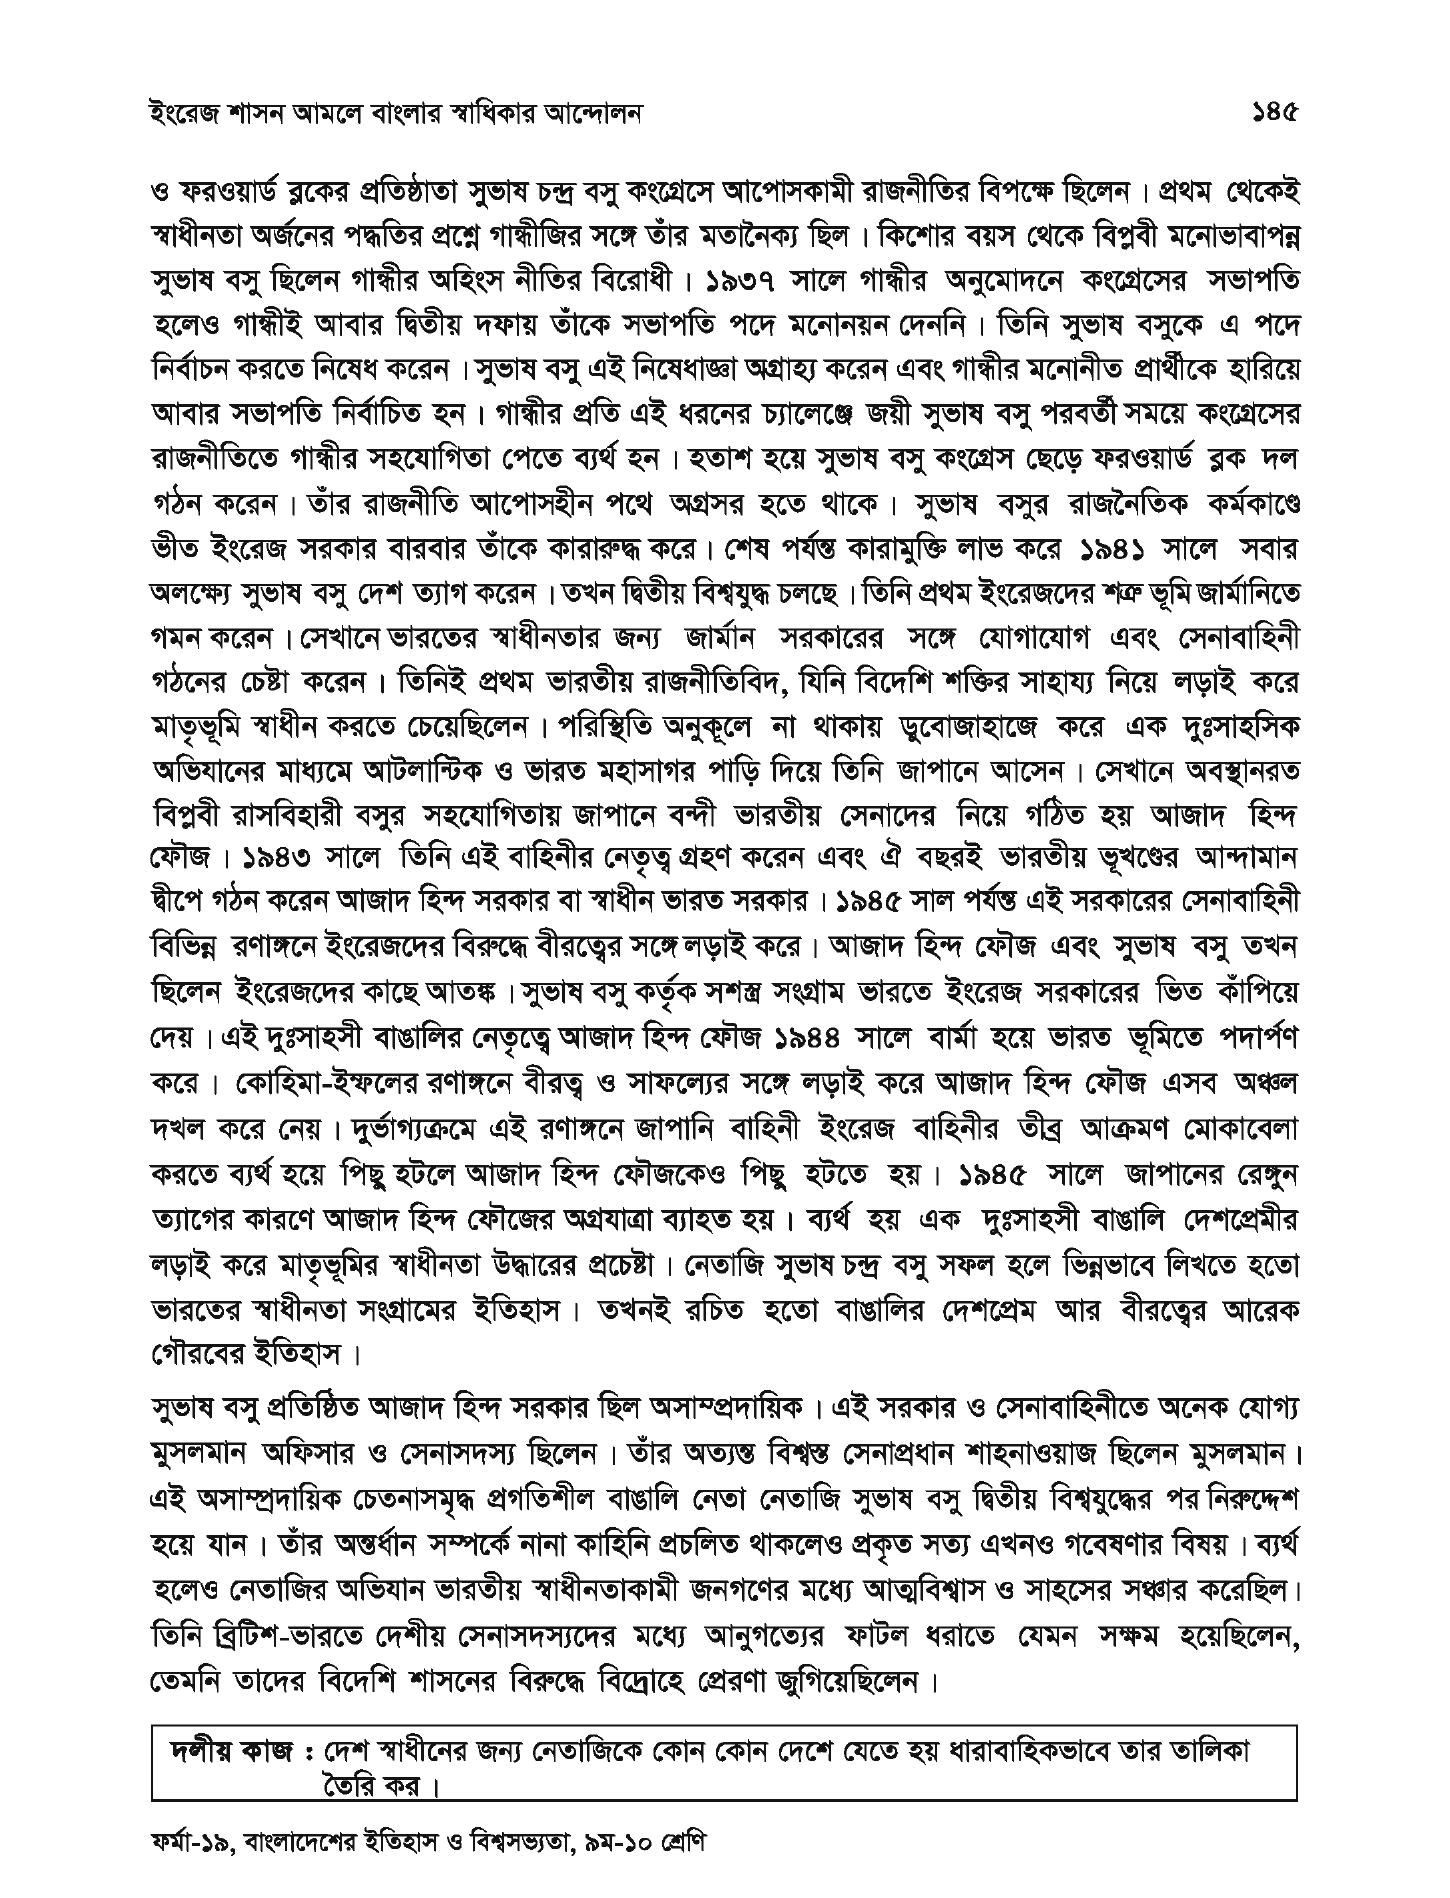 ইংরেজ শাসন আমলে বাংলার স্বাধিকার আন্দোলন ১৪৫
ও ফরওয়ার্ড ব্লকের প্রতিষ্ঠাতা সুভাষ চন্দ্র বসু কংগ্রেসে আপোসকামী রাজনীতির বিপক্ষে ছিলেন। প্রথম থেকেই
স্বাধীনতা অর্জনের পদ্ধতির প্রশ্নে গান্ধীজির সঙ্গে তাঁর মতানৈক্য ছিল। কিশোর বয়স থেকে বিপ্লবী মনোভাবাপন্ন
সুভাষ বসু ছিলেন গান্ধীর অহিংস নীতির বিরোধী। ১৯৩৭ সালে গান্ধীর অনুমোদনে কংগ্রেসের সভাপতি
হলেও গান্ধীই আবার দ্বিতীয় দফায় তাঁকে সভাপতি পদে মনোনয়ন দেননি। তিনি সুভাষ বসুকে এ পদে
নির্বাচন করতে নিষেধ করেন। সুভাষ বসু এই নিষেধাজ্ঞা অগ্রাহ্য করেন এবং গান্ধীর মনোনীত প্রার্থীকে হারিয়ে
আবার সভাপতি নির্বাচিত হন। গান্ধীর প্রতি এই ধরনের চ্যালেঞ্জে জয়ী সুভাষ বসু পরবর্তী সময়ে কংগ্রেসের
রাজনীতিতে গান্ধীর সহযোগিতা পেতে ব্যর্থ হন। হতাশ হয়ে সুভাষ বসু কংগ্রেস ছেড়ে ফরওয়ার্ড ব্লক দল
গঠন করেন। তাঁর রাজনীতি আপোসহীন পথে অগ্রসর হতে থাকে। সুভাষ বসুর রাজনৈতিক কর্মকাণ্ডে
ভীত ইংরেজ সরকার বারবার তাঁকে কারারুদ্ধ করে। শেষ পর্যন্ত কারামুক্তি লাভ করে ১৯৪১ সালে সবার
অলক্ষ্যে সুভাষ বসু দেশ ত্যাগ করেন। তখন দ্বিতীয় বিশ্বযুদ্ধ চলছে। তিনি প্রথম ইংরেজদের শত্রু ভূমি জার্মানিতে
গমন করেন। সেখানে ভারতের স্বাধীনতার জন্য জার্মান সরকারের সঙ্গে যোগাযোগ এবং সেনাবাহিনী
গঠনের চেষ্টা করেন। তিনিই প্রথম ভারতীয় রাজনীতিবিদ, যিনি বিদেশি শক্তির সাহায্য নিয়ে লড়াই করে
মাতৃভূমি স্বাধীন করতে চেয়েছিলেন। পরিস্থিতি অনুকূলে না থাকায় ডুবোজাহাজে করে এক দুঃসাহসিক
অভিযানের মাধ্যমে আটলান্টিক ও ভারত মহাসাগর পাড়ি দিয়ে তিনি জাপানে আসেন। সেখানে অবস্থানরত
বিপ্লবী রাসবিহারী বসুর সহযোগিতায় জাপানে বন্দী ভারতীয় সেনাদের নিয়ে গঠিত হয় আজাদ হিন্দ
ফৌজ। ১৯৪৩ সালে তিনি এই বাহিনীর নেতৃত্ব গ্রহণ করেন এবং ঐ বছরই ভারতীয় ভূখণ্ডের আন্দামান
দ্বীপে গঠন করেন আজাদ হিন্দ সরকার বা স্বাধীন ভারত সরকার। ১৯৪৫ সাল পর্যন্ত এই সরকারের সেনাবাহিনী
বিভিন্ন রণাঙ্গনে ইংরেজদের বিরুদ্ধে বীরত্বের সঙ্গে লড়াই করে। আজাদ হিন্দ ফৌজ এবং সুভাষ বসু তখন
ছিলেন ইংরেজদের কাছে আতঙ্ক। সুভাষ বসু কর্তৃক সশস্ত্র সংগ্রাম ভারতে ইংরেজ সরকারের ভিত কাঁপিয়ে
দেয়। এই দুঃসাহসী বাঙালির নেতৃত্বে আজাদ হিন্দ ফৌজ ১৯৪৪ সালে বার্মা হয়ে ভারত ভূমিতে পদার্পণ
করে। কোহিমা-ইম্ফলের রণাঙ্গনে বীরত্ব ও সাফল্যের সঙ্গে লড়াই করে আজাদ হিন্দ ফৌজ এসব অঞ্চল
দখল করে নেয়। দুর্ভাগ্যক্রমে এই রণাঙ্গনে জাপানি বাহিনী ইংরেজ বাহিনীর তীব্র আক্রমণ মোকাবেলা
করতে ব্যর্থ হয়ে পিছু হটলে আজাদ হিন্দ ফৌজকেও পিছু হটতে হয়। ১৯৪৫ সালে জাপানের রেঙ্গুন
ত্যাগের কারণে আজাদ হিন্দ ফৌজের অগ্রযাত্রা ব্যাহত হয়। ব্যর্থ হয় এক দুঃসাহসী বাঙালি দেশপ্রেমীর
লড়াই করে মাতৃভূমির স্বাধীনতা উদ্ধারের প্রচেষ্টা। নেতাজি সুভাষ চন্দ্র বসু সফল হলে ভিন্নভাবে লিখতে হতো
ভারতের স্বাধীনতা সংগ্রামের ইতিহাস। তখনই রচিত হতো বাঙালির দেশপ্রেম আর বীরত্বের আরেক
গৌরবের ইতিহাস।
সুভাষ বসু প্রতিষ্ঠিত আজাদ হিন্দ সরকার ছিল অসাম্প্রদায়িক। এই সরকার ও সেনাবাহিনীতে অনেক যোগ্য
মুসলমান অফিসার ও সেনাসদস্য ছিলেন। তাঁর অত্যন্ত বিশ্বস্ত সেনাপ্রধান শাহনাওয়াজ ছিলেন মুসলমান।
এই অসাম্প্রদায়িক চেতনাসমৃদ্ধ প্রগতিশীল বাঙালি নেতা নেতাজি সুভাষ বসু দ্বিতীয় বিশ্বযুদ্ধের পর নিরুদ্দেশ
হয়ে যান। তাঁর অন্তর্ধান সম্পর্কে নানা কাহিনি প্রচলিত থাকলেও প্রকৃত সত্য এখনও গবেষণার বিষয়। ব্যর্থ
হলেও নেতাজির অভিযান ভারতীয় স্বাধীনতাকামী জনগণের মধ্যে আত্মবিশ্বাস ও সাহসের সঞ্চার করেছিল।
তিনি ব্রিটিশ-ভারতে দেশীয় সেনাসদস্যদের মধ্যে আনুগত্যের ফাটল ধরাতে যেমন সক্ষম হয়েছিলেন,
তেমনি তাদের বিদেশি শাসনের বিরুদ্ধে বিদ্রোহে প্রেরণা জুগিয়েছিলেন।
দলীয় কাজ : দেশ স্বাধীনের জন্য নেতাজিকে কোন কোন দেশে যেতে হয় ধারাবাহিকভাবে তার তালিকা
তৈরি কর।
ফর্মা-১৯, বাংলাদেশের ইতিহাস ও বিশ্বসভ্যতা, ৯ম-১০ শ্রেণি